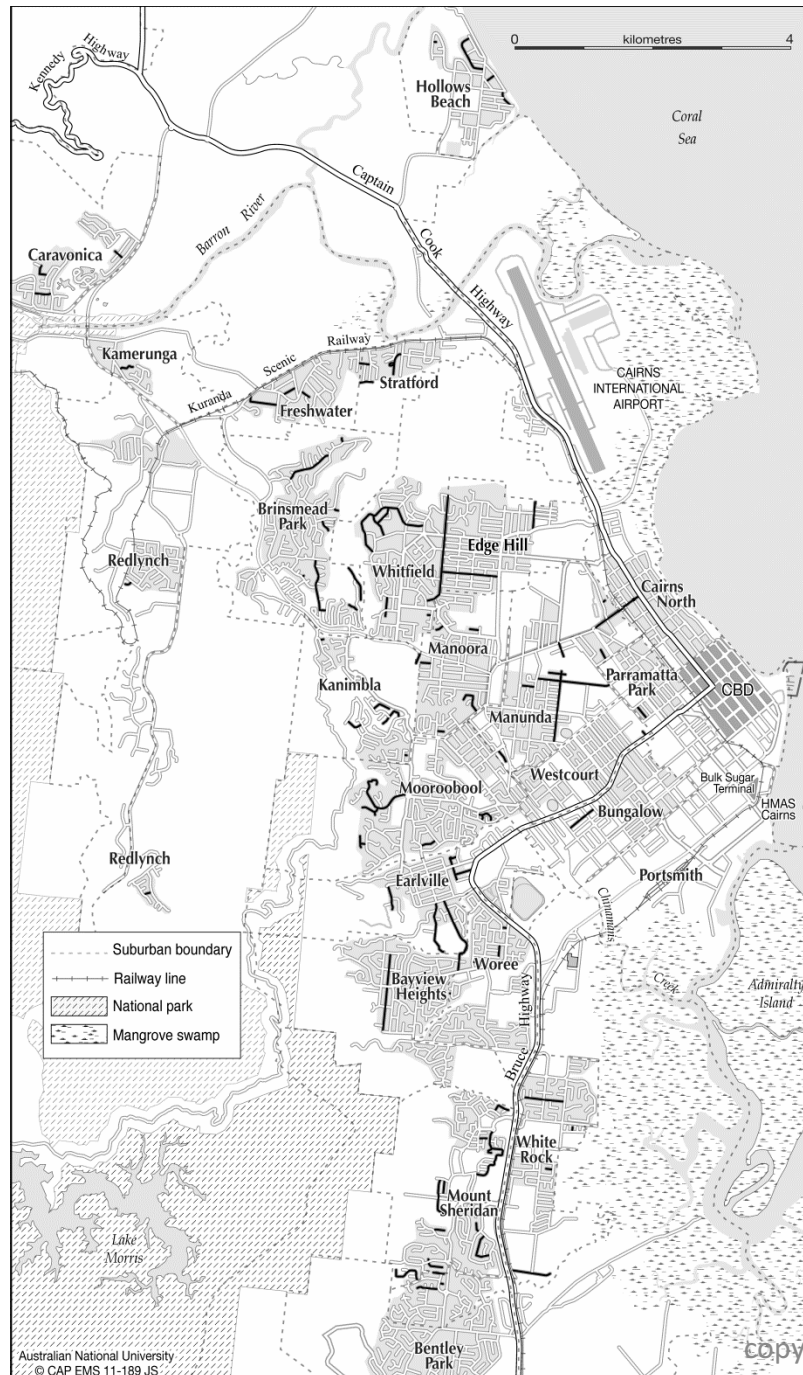 0 kilometres 4
Kennedy
Highway
Hollows
Beach
Coral
Sea
Captain
Cook
Highway
Barron River
Caravonica
Kamerunga
Kuranda Scenic Railway
Stratford
Freshwater
CAIRNS
INTERNATIONAL
AIRPORT
Brinsmead
Park
Edge Hill
Redlynch
Whitfield
Cairns
North
Manoora
Kanimbla
Parramatta
Park
CBD
Manunda
Westcourt
Mooroobool
Bulk Sugar
Terminal
HMAS
Cairns
Bungalow
Redlynch
Earlville
Portsmith
Chinamans
Creek
Suburban boundary
Railway line
National park
Mangrove swamp
Woree
Bayview
Heights
Admiralty
Island
Bruce Highway
White
Rock
Mount
Sheridan
Lake
Morris
Bentley
Park
Australian National University
© CAP EMS 11-189 JS
copy